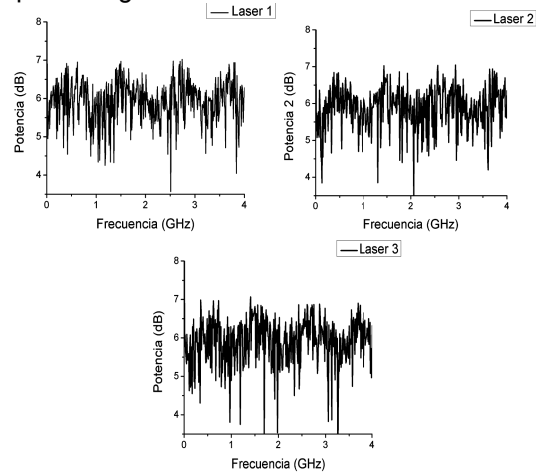 Laser 1
8
7
6
5
4
Potencia (dB)
0 1 2 3 4
Frecuencia (GHz)
Laser 2
8
7
6
5
4
Potencia 2 (dB)
0 1 2 3 4
Frecuencia (GHz)
Laser 3
8
7
6
5
4
Potencia (dB)
0 1 2 3 4
Frecuencia (GHz)